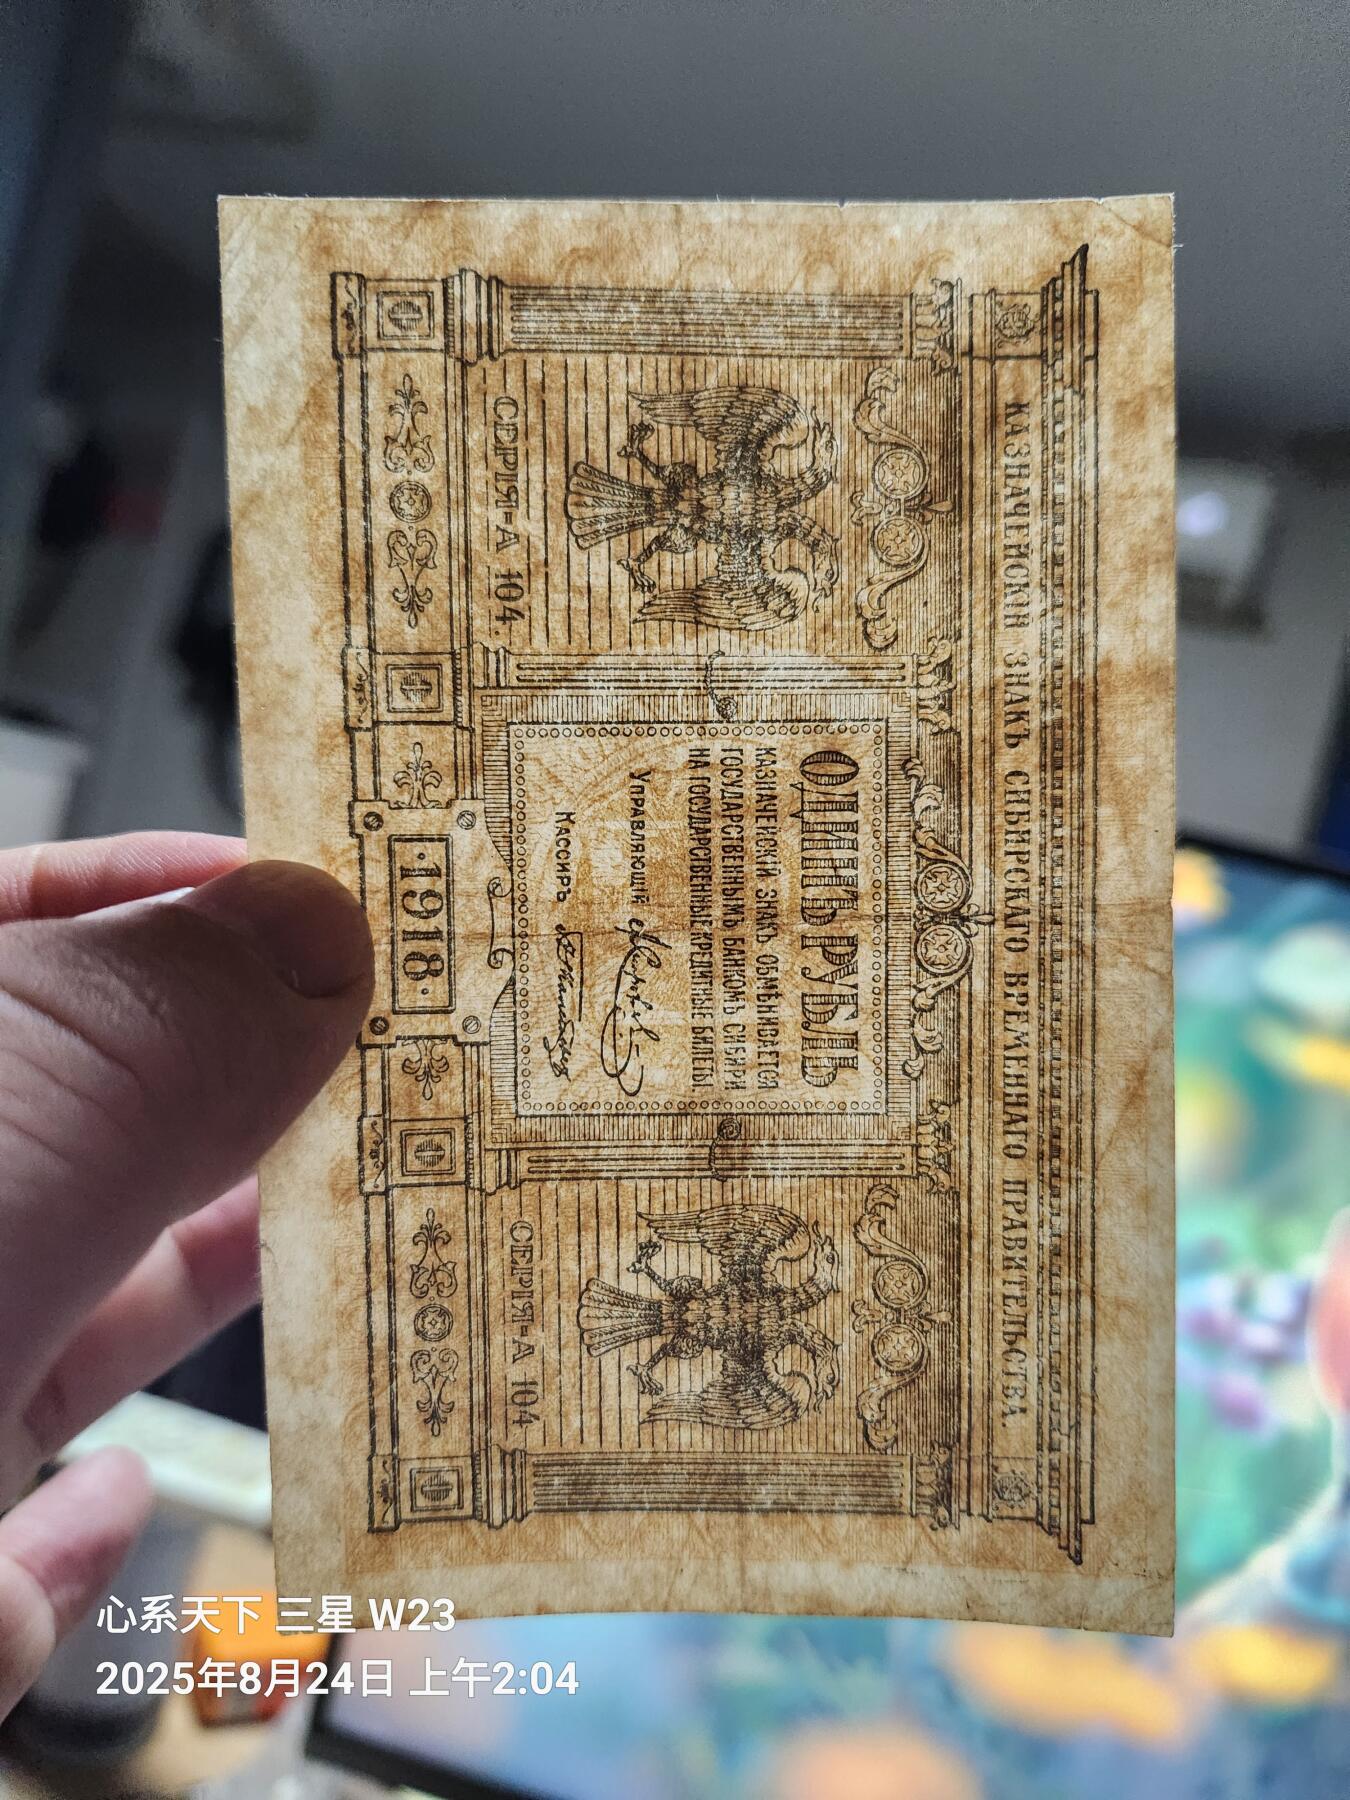 КАЗНАЧЕЙСКІЙ ЗНАКЪ СИБИРСКАГО ВРЕМЕННАГО ПРАВИТЕЛЬСТВА.
ОДИНЪ РУБЛЬ
КАЗНАЧЕЙСКІЙ ЗНАКЪ ОБМѢНИВАЕТСЯ
ГОСУДАРСТВЕННЫМЪ БАНКОМЪ СИБИРИ
НА ГОСУДАРСТВЕННЫЕ КРЕДИТНЫЕ БИЛЕТЫ
УПРАВЛЯЮЩІЙ
КАССИРЪ
СЕРІЯ-А 104.
СЕРІЯ-А 104.
·1918·
心系天下 三星 W23
2025年8月24日 上午2:04